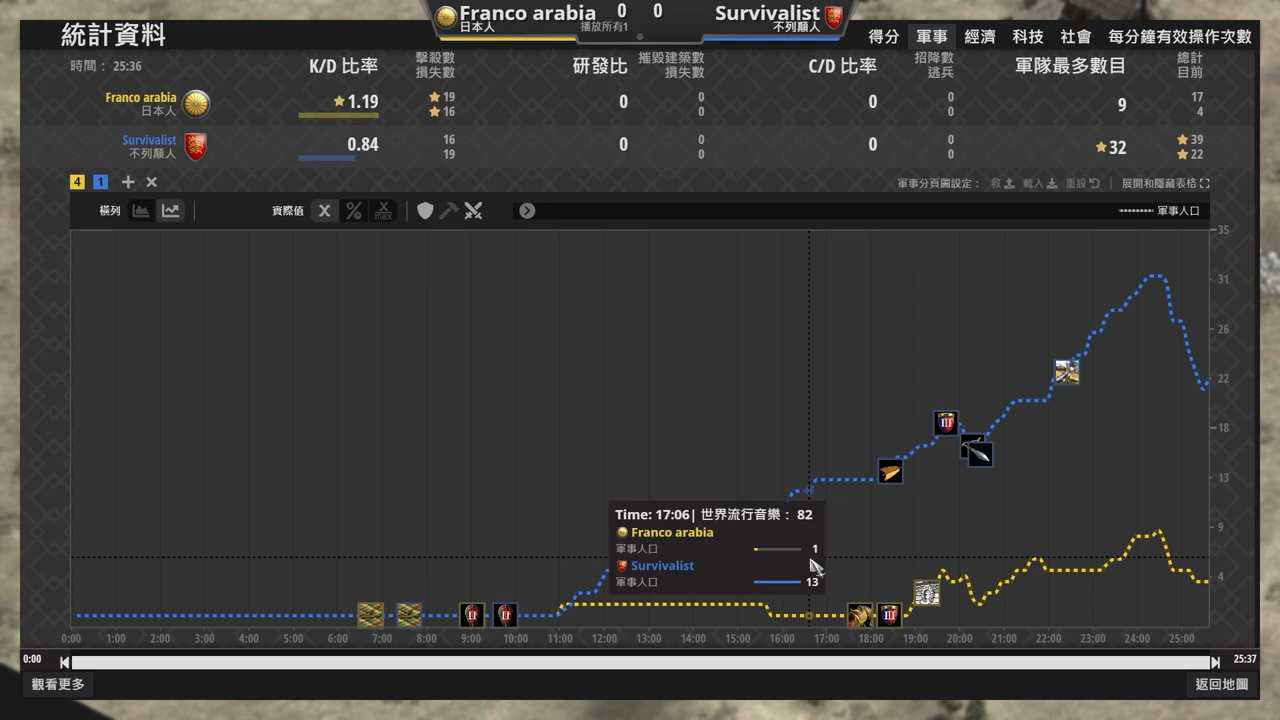 Franco arabia 0 0 Survivalist
日本人 播放所有1 不列顛人
統計資料
得分 軍事 經濟 科技 社會 每分鐘有效操作次數
時間： 25:36
K/D 比率 擊殺數 研發比 摧毀建築數 C/D 比率 招降數 軍隊最多數目 總計
損失數 損失數 逃兵 目前
Franco arabia 1.19 19 0 0 0 0 9 17
日本人 16 0 0 4
Survivalist 0.84 16 0 0 0 0 32 39
不列顛人 19 0 0 22
4 1
軍事分頁圖設定： 載入 重設 展開和隱藏表格
橫列 實際值 X % X max 軍事人口
35
31
26
22
18
13
9
4
Time: 17:06| 世界流行音樂： 82
Franco arabia
軍事人口 1
Survivalist
軍事人口 13
0:00 1:00 2:00 3:00 4:00 5:00 6:00 7:00 8:00 9:00 10:00 11:00 12:00 13:00 14:00 15:00 16:00 17:00 18:00 19:00 20:00 21:00 22:00 23:00 24:00 25:00
0:00 25:37
觀看更多 返回地圖